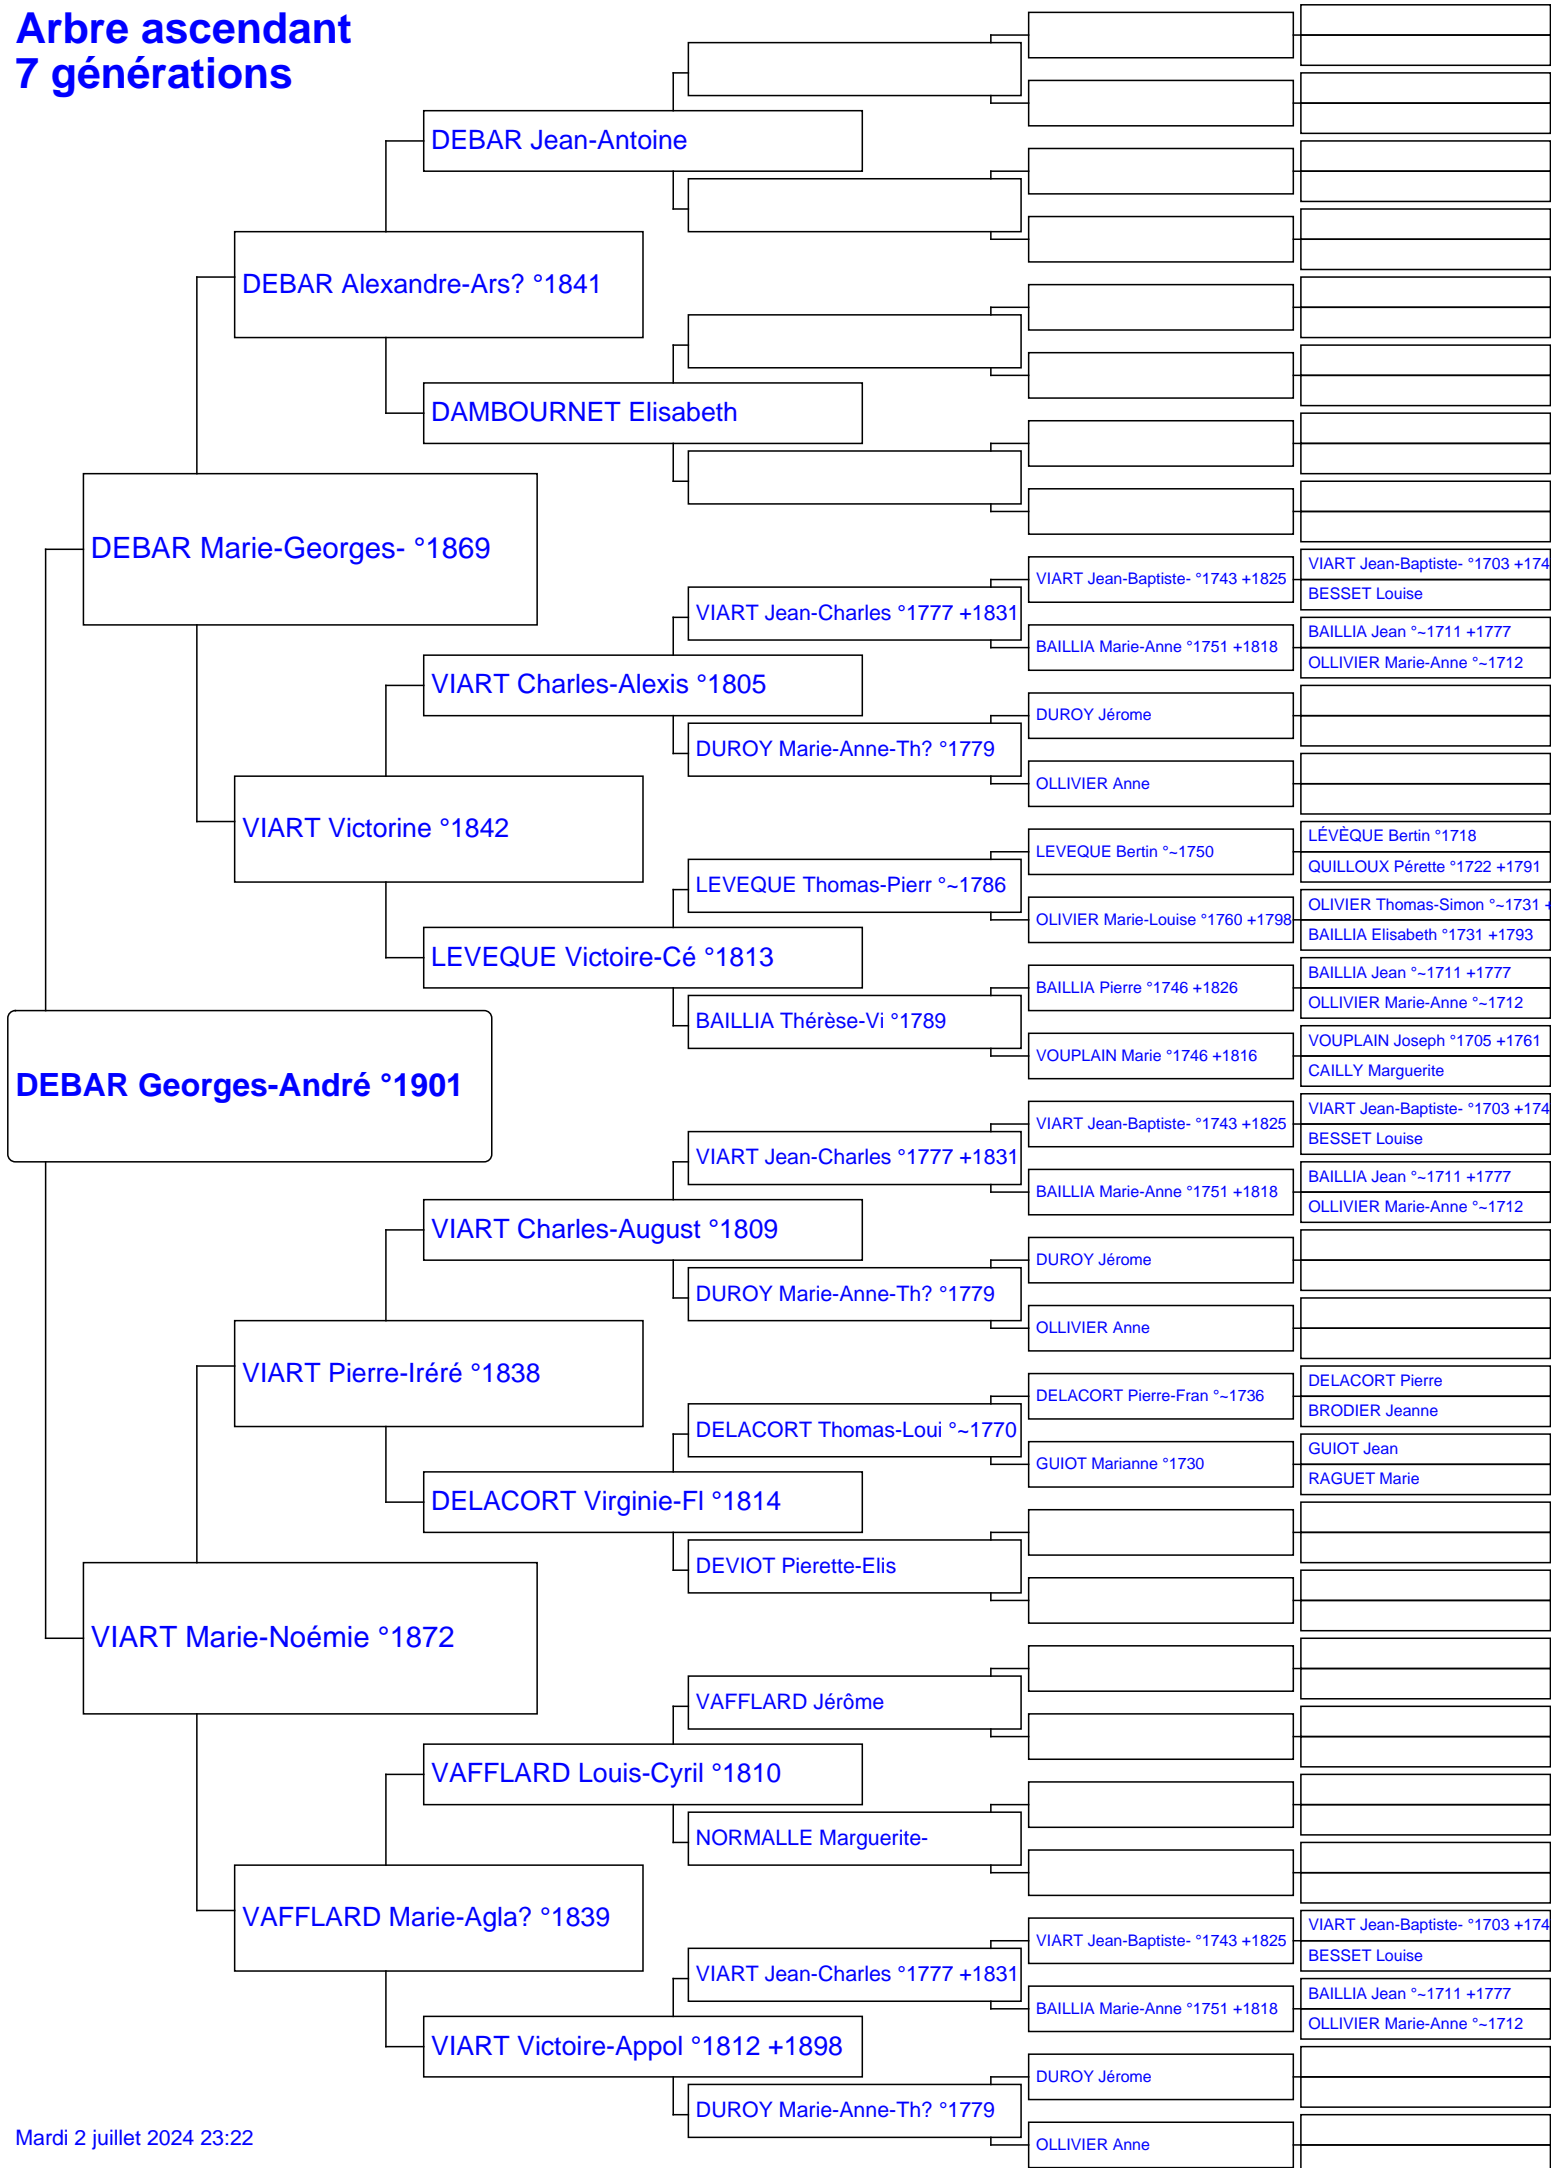 Arbre ascendant
7 générations
DEBAR Jean-Antoine
DEBAR Alexandre-Ars? °1841
DAMBOURNET Elisabeth
DEBAR Marie-Georges- °1869
VIART Jean-Baptiste- °1703 +174
VIART Jean-Baptiste- °1743 +1825
BESSET Louise
VIART Jean-Charles °1777 +1831
BAILLIA Jean °~1711 +1777
BAILLIA Marie-Anne °1751 +1818
OLLIVIER Marie-Anne °~1712
VIART Charles-Alexis °1805
DUROY Jérome
DUROY Marie-Anne-Th? °1779
OLLIVIER Anne
VIART Victorine °1842
LÉVÈQUE Bertin °1718
LEVEQUE Bertin °~1750
QUILLOUX Pérette °1722 +1791
LEVEQUE Thomas-Pierr °~1786
OLIVIER Thomas-Simon °~1731 +
OLIVIER Marie-Louise °1760 +1798
BAILLIA Elisabeth °1731 +1793
LEVEQUE Victoire-Cé °1813
BAILLIA Jean °~1711 +1777
BAILLIA Pierre °1746 +1826
OLLIVIER Marie-Anne °~1712
BAILLIA Thérèse-Vi °1789
VOUPLAIN Joseph °1705 +1761
VOUPLAIN Marie °1746 +1816
CAILLY Marguerite
DEBAR Georges-André °1901
VIART Jean-Baptiste- °1703 +174
VIART Jean-Baptiste- °1743 +1825
BESSET Louise
VIART Jean-Charles °1777 +1831
BAILLIA Jean °~1711 +1777
BAILLIA Marie-Anne °1751 +1818
OLLIVIER Marie-Anne °~1712
VIART Charles-August °1809
DUROY Jérome
DUROY Marie-Anne-Th? °1779
OLLIVIER Anne
VIART Pierre-Iréré °1838
DELACORT Pierre
DELACORT Pierre-Fran °~1736
BRODIER Jeanne
DELACORT Thomas-Loui °~1770
GUIOT Jean
GUIOT Marianne °1730
RAGUET Marie
DELACORT Virginie-Fl °1814
DEVIOT Pierette-Elis
VIART Marie-Noémie °1872
VAFFLARD Jérôme
VAFFLARD Louis-Cyril °1810
NORMALLE Marguerite-
VAFFLARD Marie-Agla? °1839
VIART Jean-Baptiste- °1703 +174
VIART Jean-Baptiste- °1743 +1825
BESSET Louise
VIART Jean-Charles °1777 +1831
BAILLIA Jean °~1711 +1777
BAILLIA Marie-Anne °1751 +1818
OLLIVIER Marie-Anne °~1712
VIART Victoire-Appol °1812 +1898
DUROY Jérome
DUROY Marie-Anne-Th? °1779
OLLIVIER Anne
Mardi 2 juillet 2024 23:22